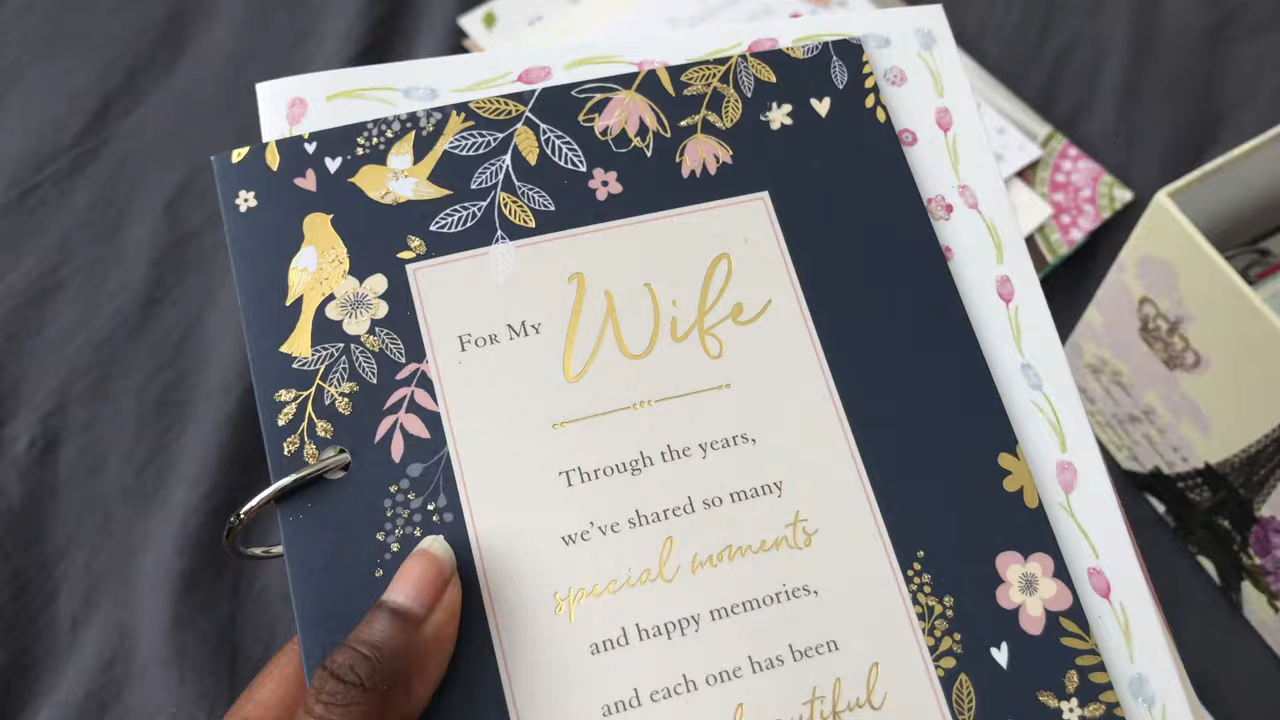 For My Wife
Through the years,
we've shared so many
special moments
and happy memories,
and each one has been
beautiful